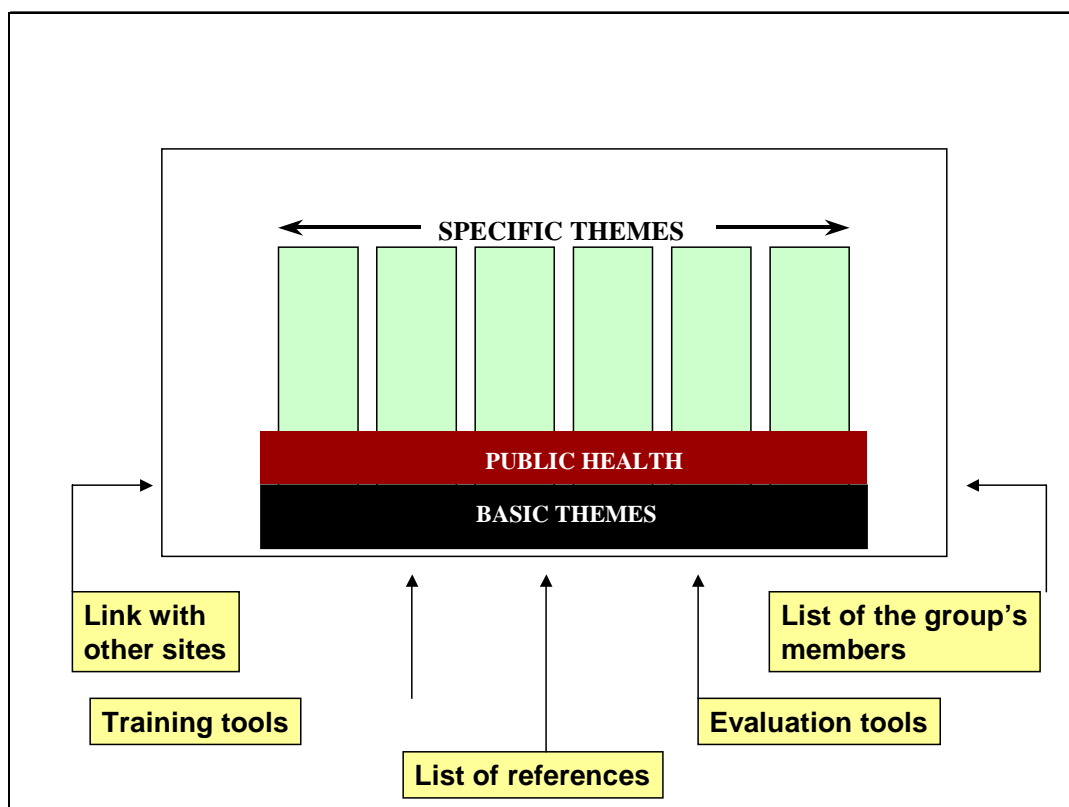 SPECIFIC THEMES
PUBLIC HEALTH
BASIC THEMES
Link with
other sites
List of the group’s
members
Training tools
Evaluation tools
List of references